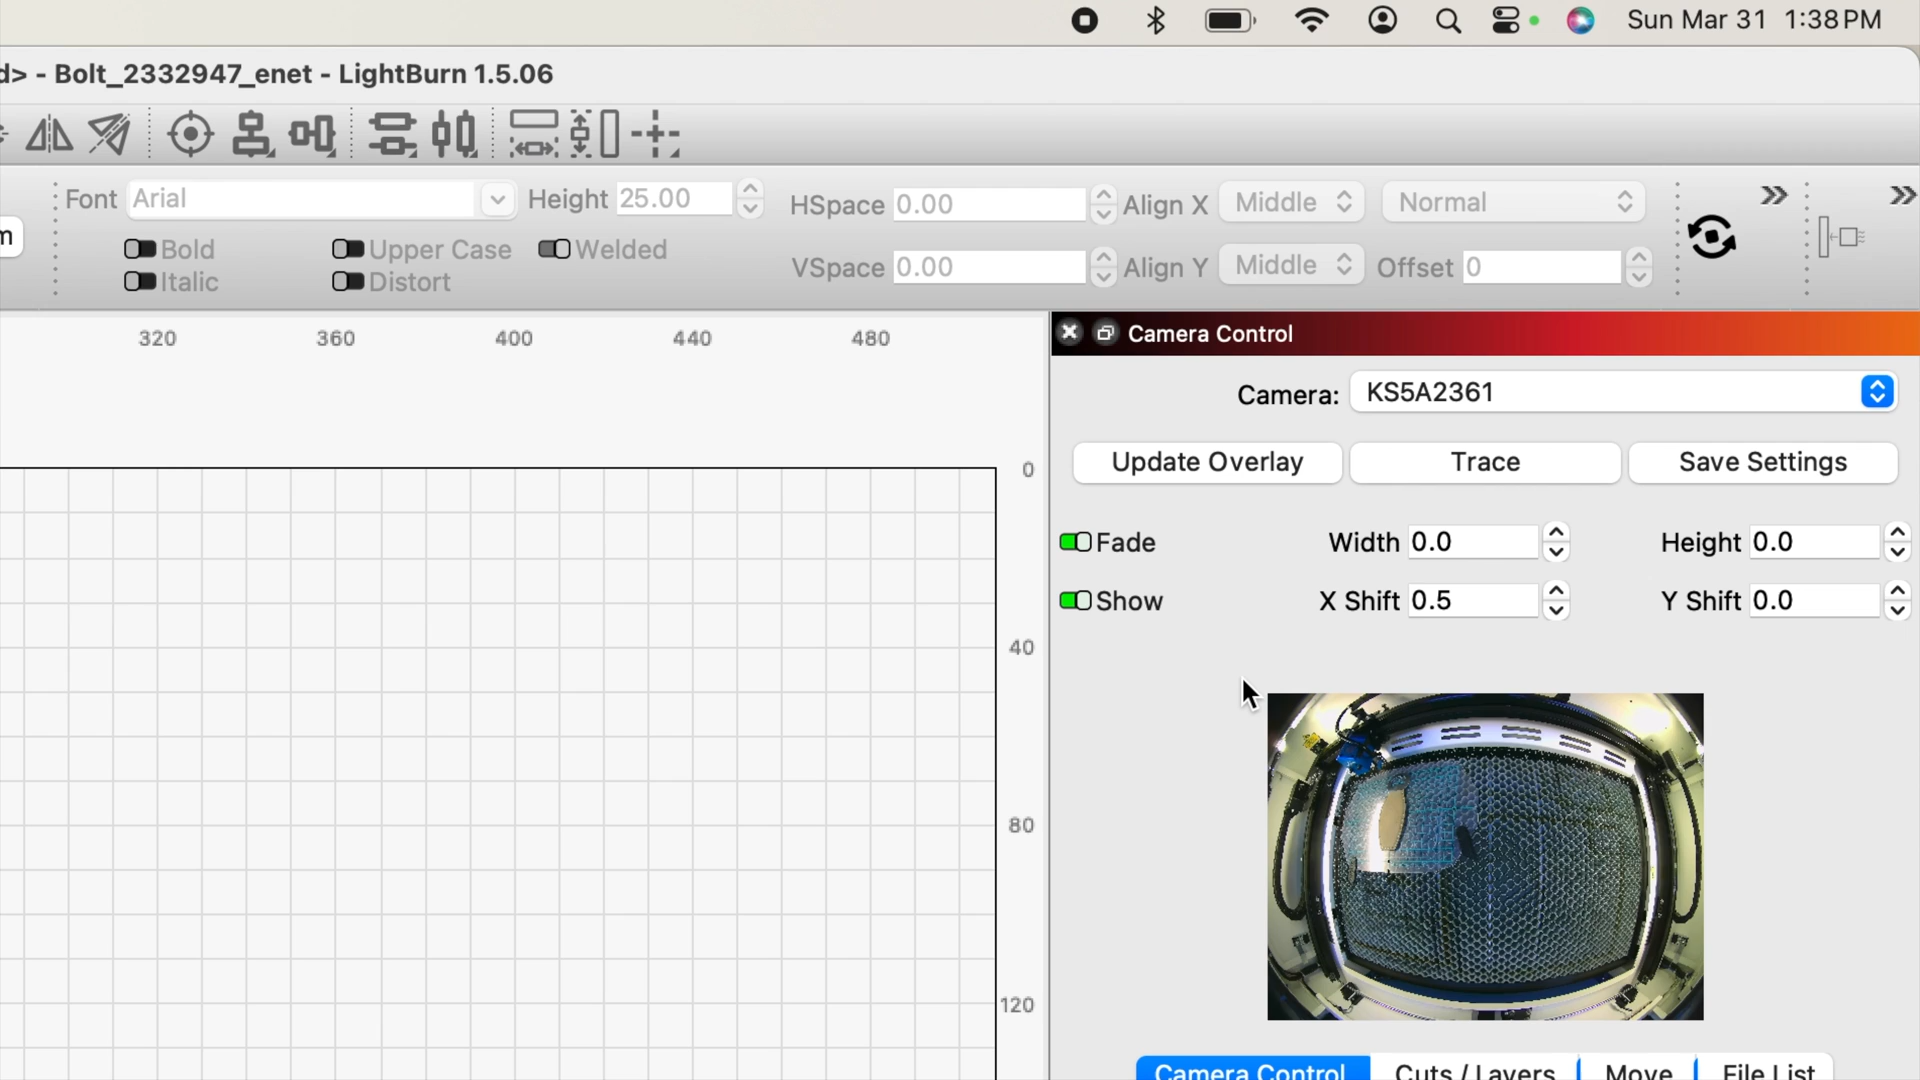 Sun Mar 31 1:38 PM
d> - Bolt_2332947_enet - LightBurn 1.5.06
Font Arial Height 25.00 HSpace 0.00 Align X Middle Normal
m
Bold Upper Case Welded
VSpace 0.00 Align Y Middle Offset 0
Italic Distort
320 360 400 440 480
Camera Control
Camera: KS5A2361
Update Overlay Trace Save Settings
0
Fade Width 0.0 Height 0.0
Show X Shift 0.5 Y Shift 0.0
40
80
120
Camera Control Cuts / Layers Move File List